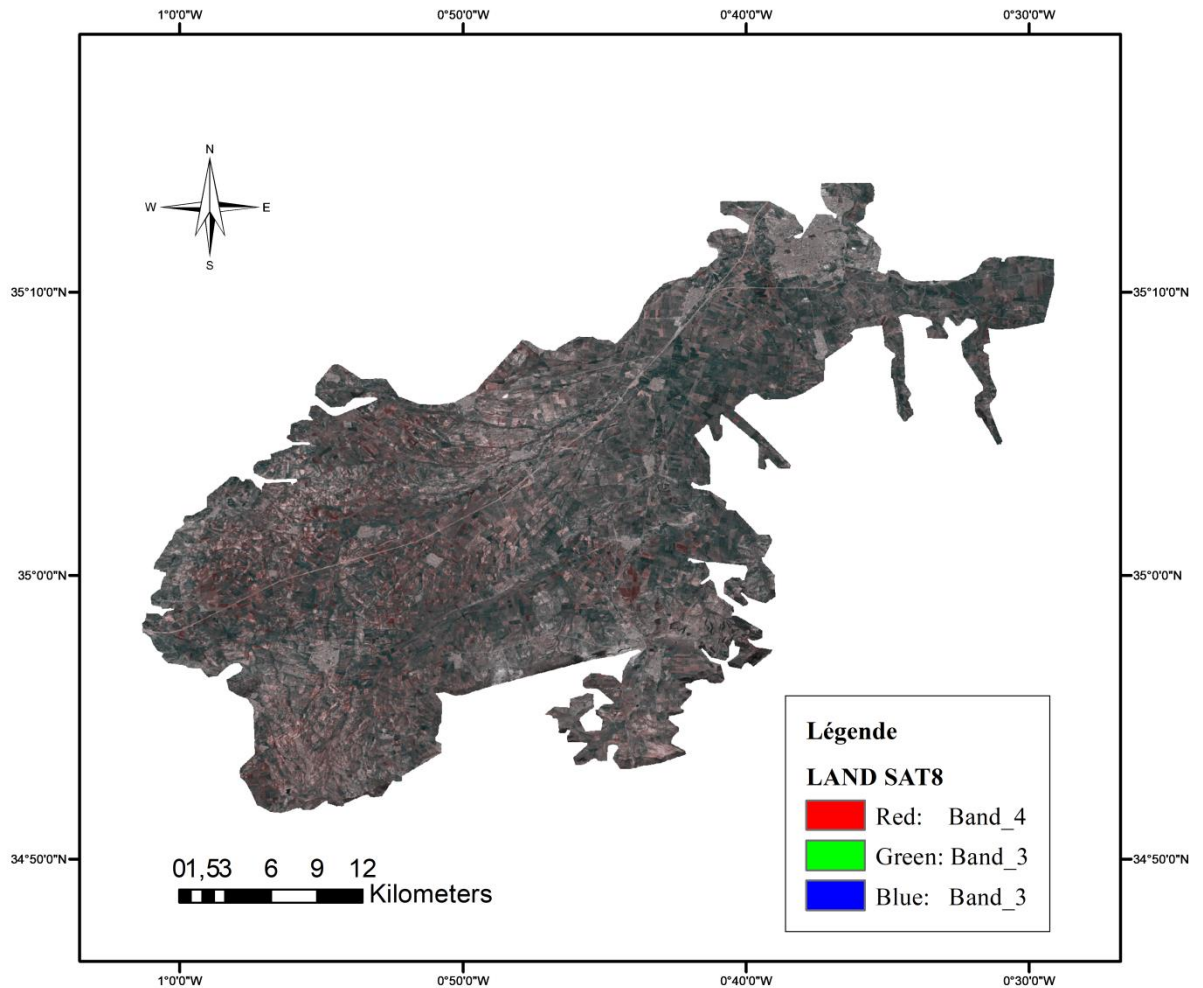 1°0'0"W 0°50'0"W 0°40'0"W 0°30'0"W
N
W E
S
35°10'0"N 35°10'0"N
35°0'0"N 35°0'0"N
Légende
LAND SAT8
Red: Band_4
Green: Band_3
Blue: Band_3
34°50'0"N 34°50'0"N
01,53 6 9 12
Kilometers
1°0'0"W 0°50'0"W 0°40'0"W 0°30'0"W